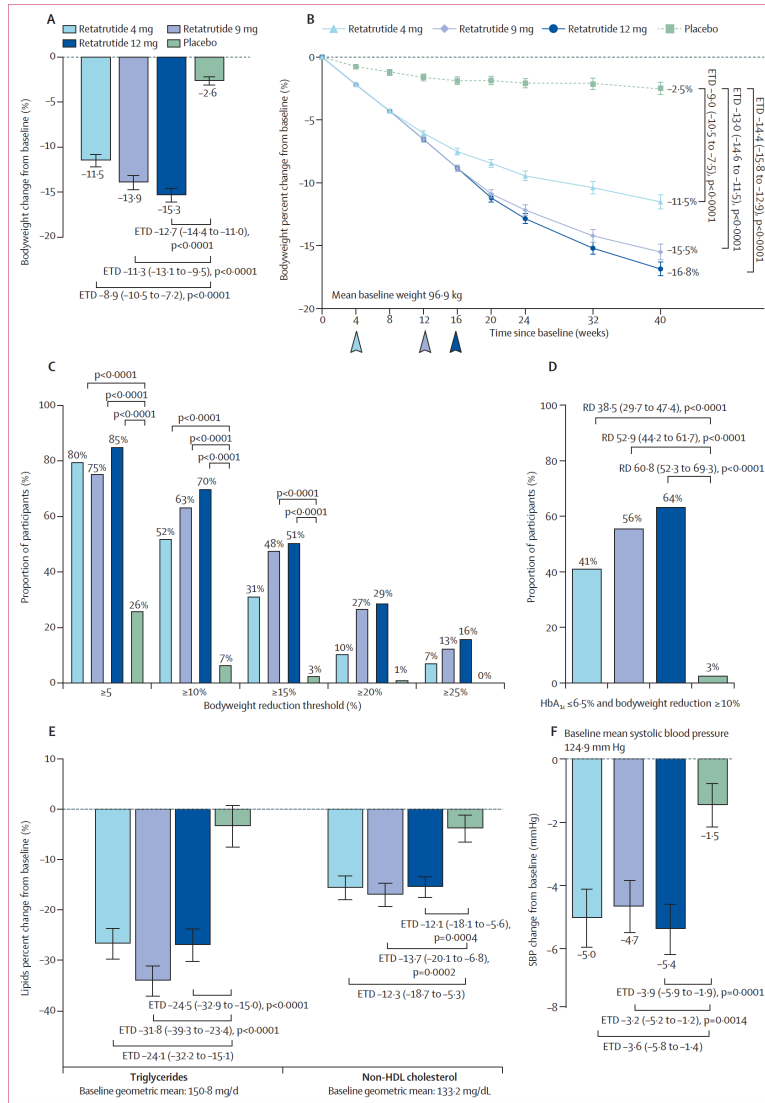 A
Retatrutide 4 mg
Retatrutide 9 mg
Retatrutide 12 mg
Placebo
Bodyweight change from baseline (%)
0
−5
−10
−15
−20
−11·5
−13·9
−15·3
−2·6
ETD −12·7 (−14·4 to −11·0),
p<0·0001
ETD −11·3 (−13·1 to −9·5), p<0·0001
ETD −8·9 (−10·5 to −7·2), p<0·0001
B
Retatrutide 4 mg
Retatrutide 9 mg
Retatrutide 12 mg
Placebo
Bodyweight percent change from baseline (%)
0
−5
−10
−15
−20
−2·5%
−11·5%
−15·5%
−16·8%
ETD −9·0 (−10·5 to −7·5), p<0·0001
ETD −13·0 (−14·6 to −11·5), p<0·0001
ETD −14·4 (−15·8 to −12·9), p<0·0001
Mean baseline weight 96·9 kg
0 4 8 12 16 20 24 32 40
Time since baseline (weeks)
C
Proportion of participants (%)
100
80
60
40
20
0
p<0·0001
p<0·0001
p<0·0001
80%
75%
85%
26%
p<0·0001
p<0·0001
p<0·0001
52%
63%
70%
7%
p<0·0001
p<0·0001
31%
48%
51%
3%
10%
27%
29%
1%
7%
13%
16%
0%
≥5 ≥10% ≥15% ≥20% ≥25%
Bodyweight reduction threshold (%)
D
Proportion of participants (%)
100
80
60
40
20
0
RD 38·5 (29·7 to 47·4), p<0·0001
RD 52·9 (44·2 to 61·7), p<0·0001
RD 60·8 (52·3 to 69·3), p<0·0001
41%
56%
64%
3%
HbA1c ≤6·5% and bodyweight reduction ≥10%
E
Lipids percent change from baseline (%)
10
0
−10
−20
−30
−40
ETD −24·5 (−32·9 to −15·0), p<0·0001
ETD −31·8 (−39·3 to −23·4), p<0·0001
ETD −24·1 (−32·2 to −15·1)
ETD −12·1 (−18·1 to −5·6),
p=0·0004
ETD −13·7 (−20·1 to −6·8),
p=0·0002
ETD −12·3 (−18·7 to −5·3)
Triglycerides
Baseline geometric mean: 150·8 mg/d
Non-HDL cholesterol
Baseline geometric mean: 133·2 mg/dL
F
Baseline mean systolic blood pressure
124·9 mm Hg
SBP change from baseline (mmHg)
0
−2
−4
−6
−8
−5·0
−4·7
−5·4
−1·5
ETD −3·9 (−5·9 to −1·9), p=0·0001
ETD −3·2 (−5·2 to −1·2), p=0·0014
ETD −3·6 (−5·8 to −1·4)